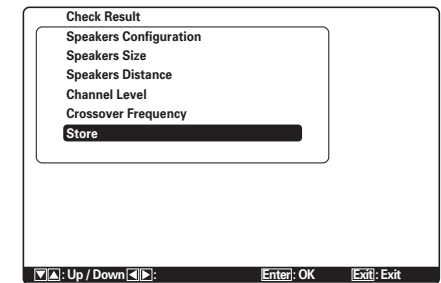 Check Result
Speakers Configuration
Speakers Size
Speakers Distance
Channel Level
Crossover Frequency
Store
▼▲: Up / Down ◀▶: Enter: OK Exit: Exit